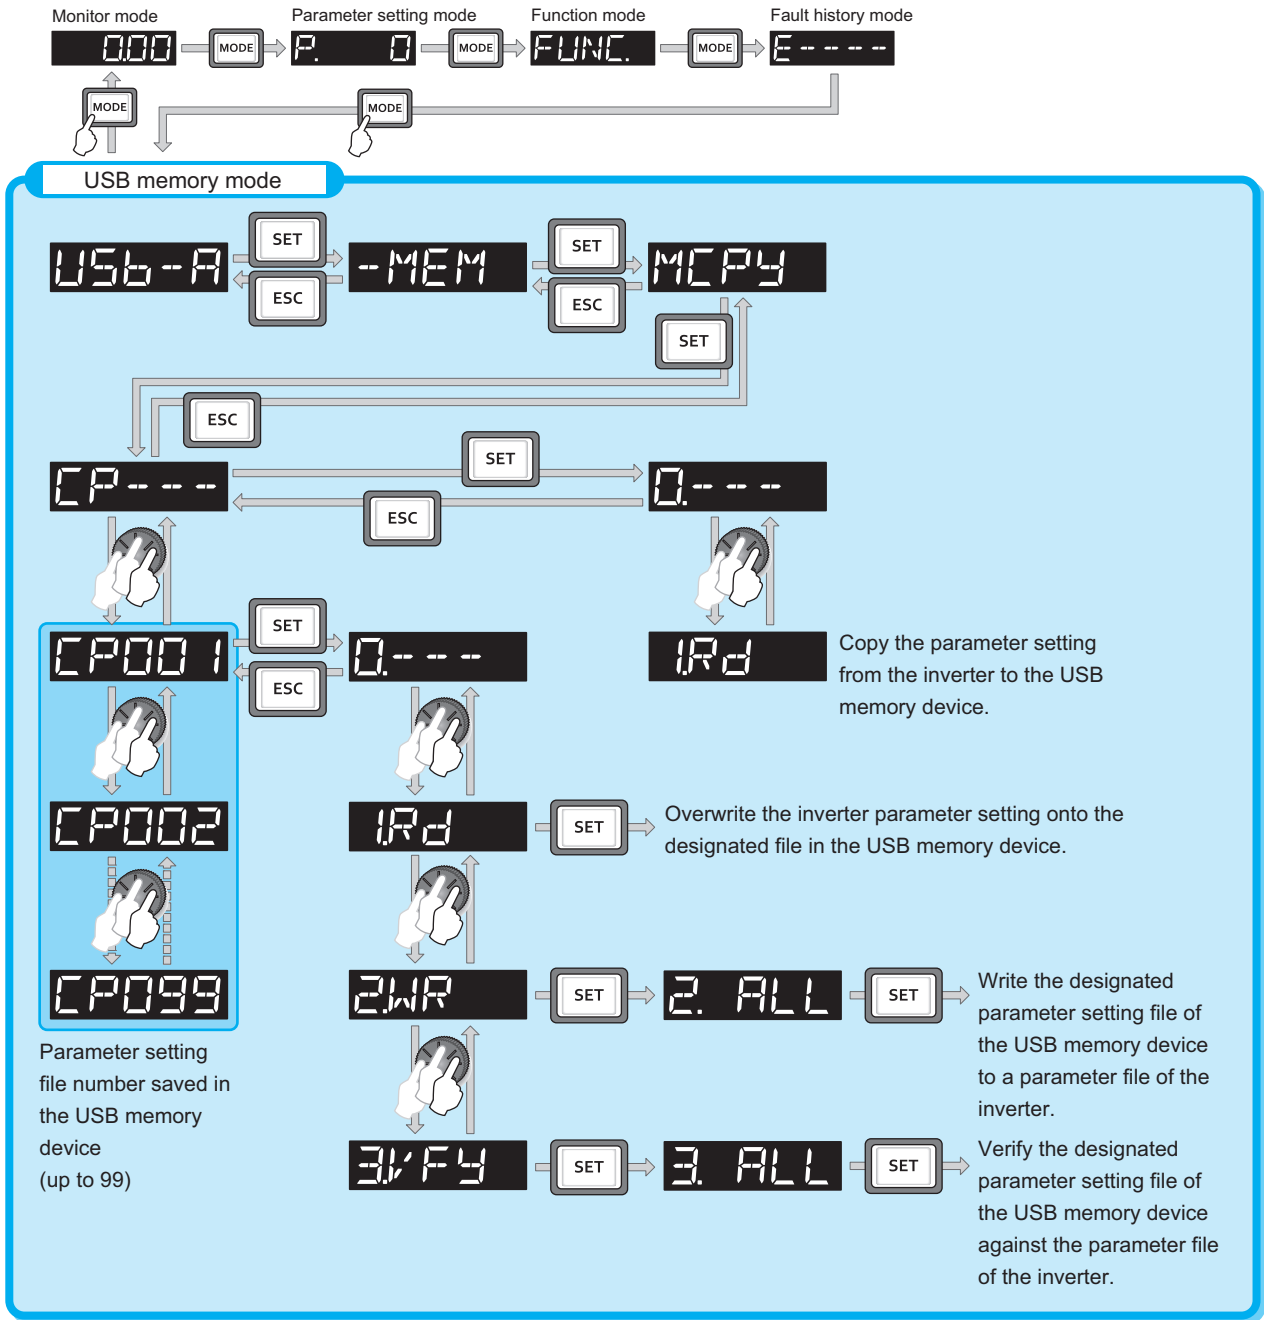 Monitor mode
Parameter setting mode
Function mode
Fault history mode
0.00
MODE
P. 0
MODE
FUNC.
MODE
E-----
MODE
MODE
USB memory mode
USb-A
SET
ESC
-MEM
SET
ESC
MCPY
SET
ESC
CP---
SET
ESC
0.---
CP001
SET
ESC
0.---
1.Rd
Copy the parameter setting
from the inverter to the USB
memory device.
CP002
1.Rd
SET
Overwrite the inverter parameter setting onto the
designated file in the USB memory device.
CP099
2.WR
SET
2. ALL
SET
Write the designated
parameter setting file of
the USB memory device
to a parameter file of the
inverter.
Parameter setting
file number saved in
the USB memory
device
(up to 99)
3.VFY
SET
3. ALL
SET
Verify the designated
parameter setting file of
the USB memory device
against the parameter file
of the inverter.